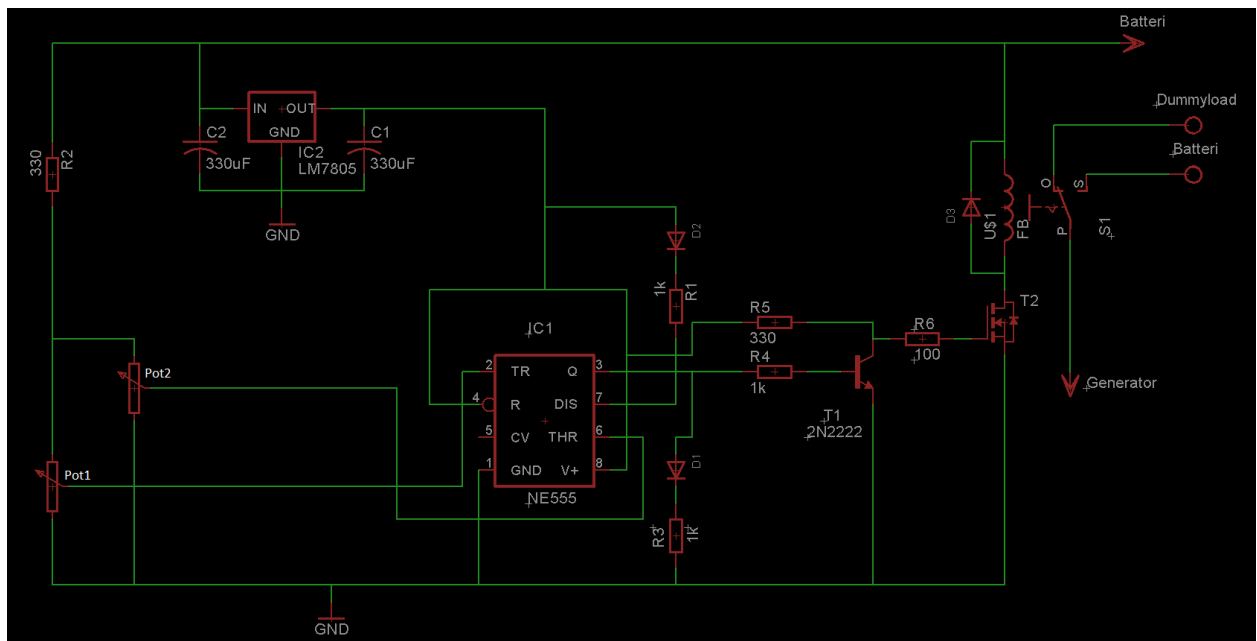 Batteri
Dummyload
Batteri
IN
OUT
GND
C2
330uF
IC2
LM7805
C1
330uF
330
R2
GND
D2
D3
U$1
FB
O
S
P
S1
1k
R1
T2
IC1
R5
330
R6
100
Pot2
2
TR
Q
3
R4
1k
Generator
4
R
DIS
7
T1
2N2222
5
CV
THR
6
D1
Pot1
1
GND
V+
8
NE555
R3
1k
GND